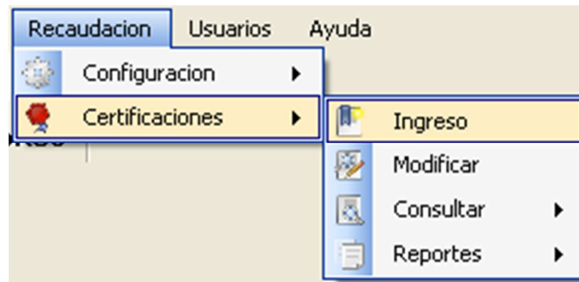 Recaudacion Usuarios Ayuda
Configuracion
Certificaciones
Ingreso
Modificar
Consultar
Reportes